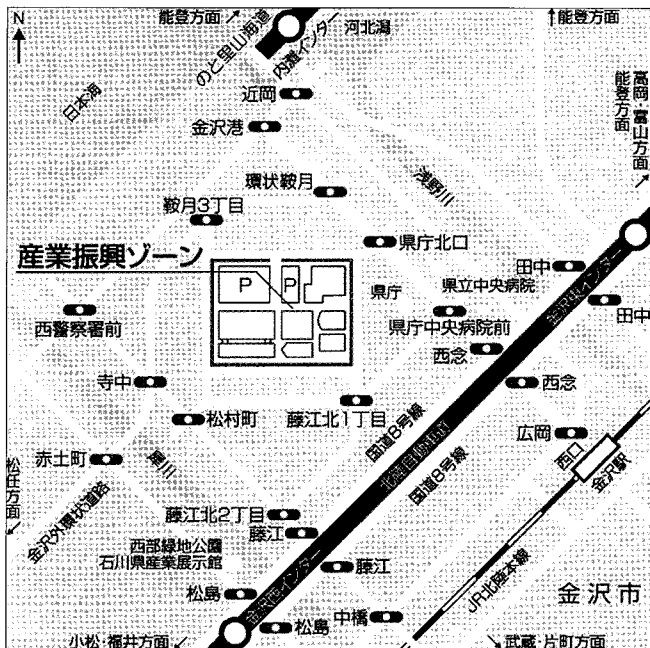 N
能登方面
能登方面
のと里山海道
河北潟
内灘インター
日本海
近岡
金沢港
高岡・富山方面
能登方面
浅野川
環状鞍月
鞍月3丁目
県庁北口
産業振興ゾーン
P
P
田中
県立中央病院
県庁
金沢東インター
田中
西警察署前
県庁中央病院前
西念
西念
寺中
松村町
藤江北1丁目
国道8号線
北陸自動車道
国道8号線
広岡
西口
金沢駅
赤土町
犀川
松任方面
金沢外環状道路
藤江北2丁目
藤江
西部緑地公園
石川県産業展示館
藤江
金沢西インター
JR北陸本線
金沢市
松島
松島
中橋
小松・福井方面
武蔵・片町方面